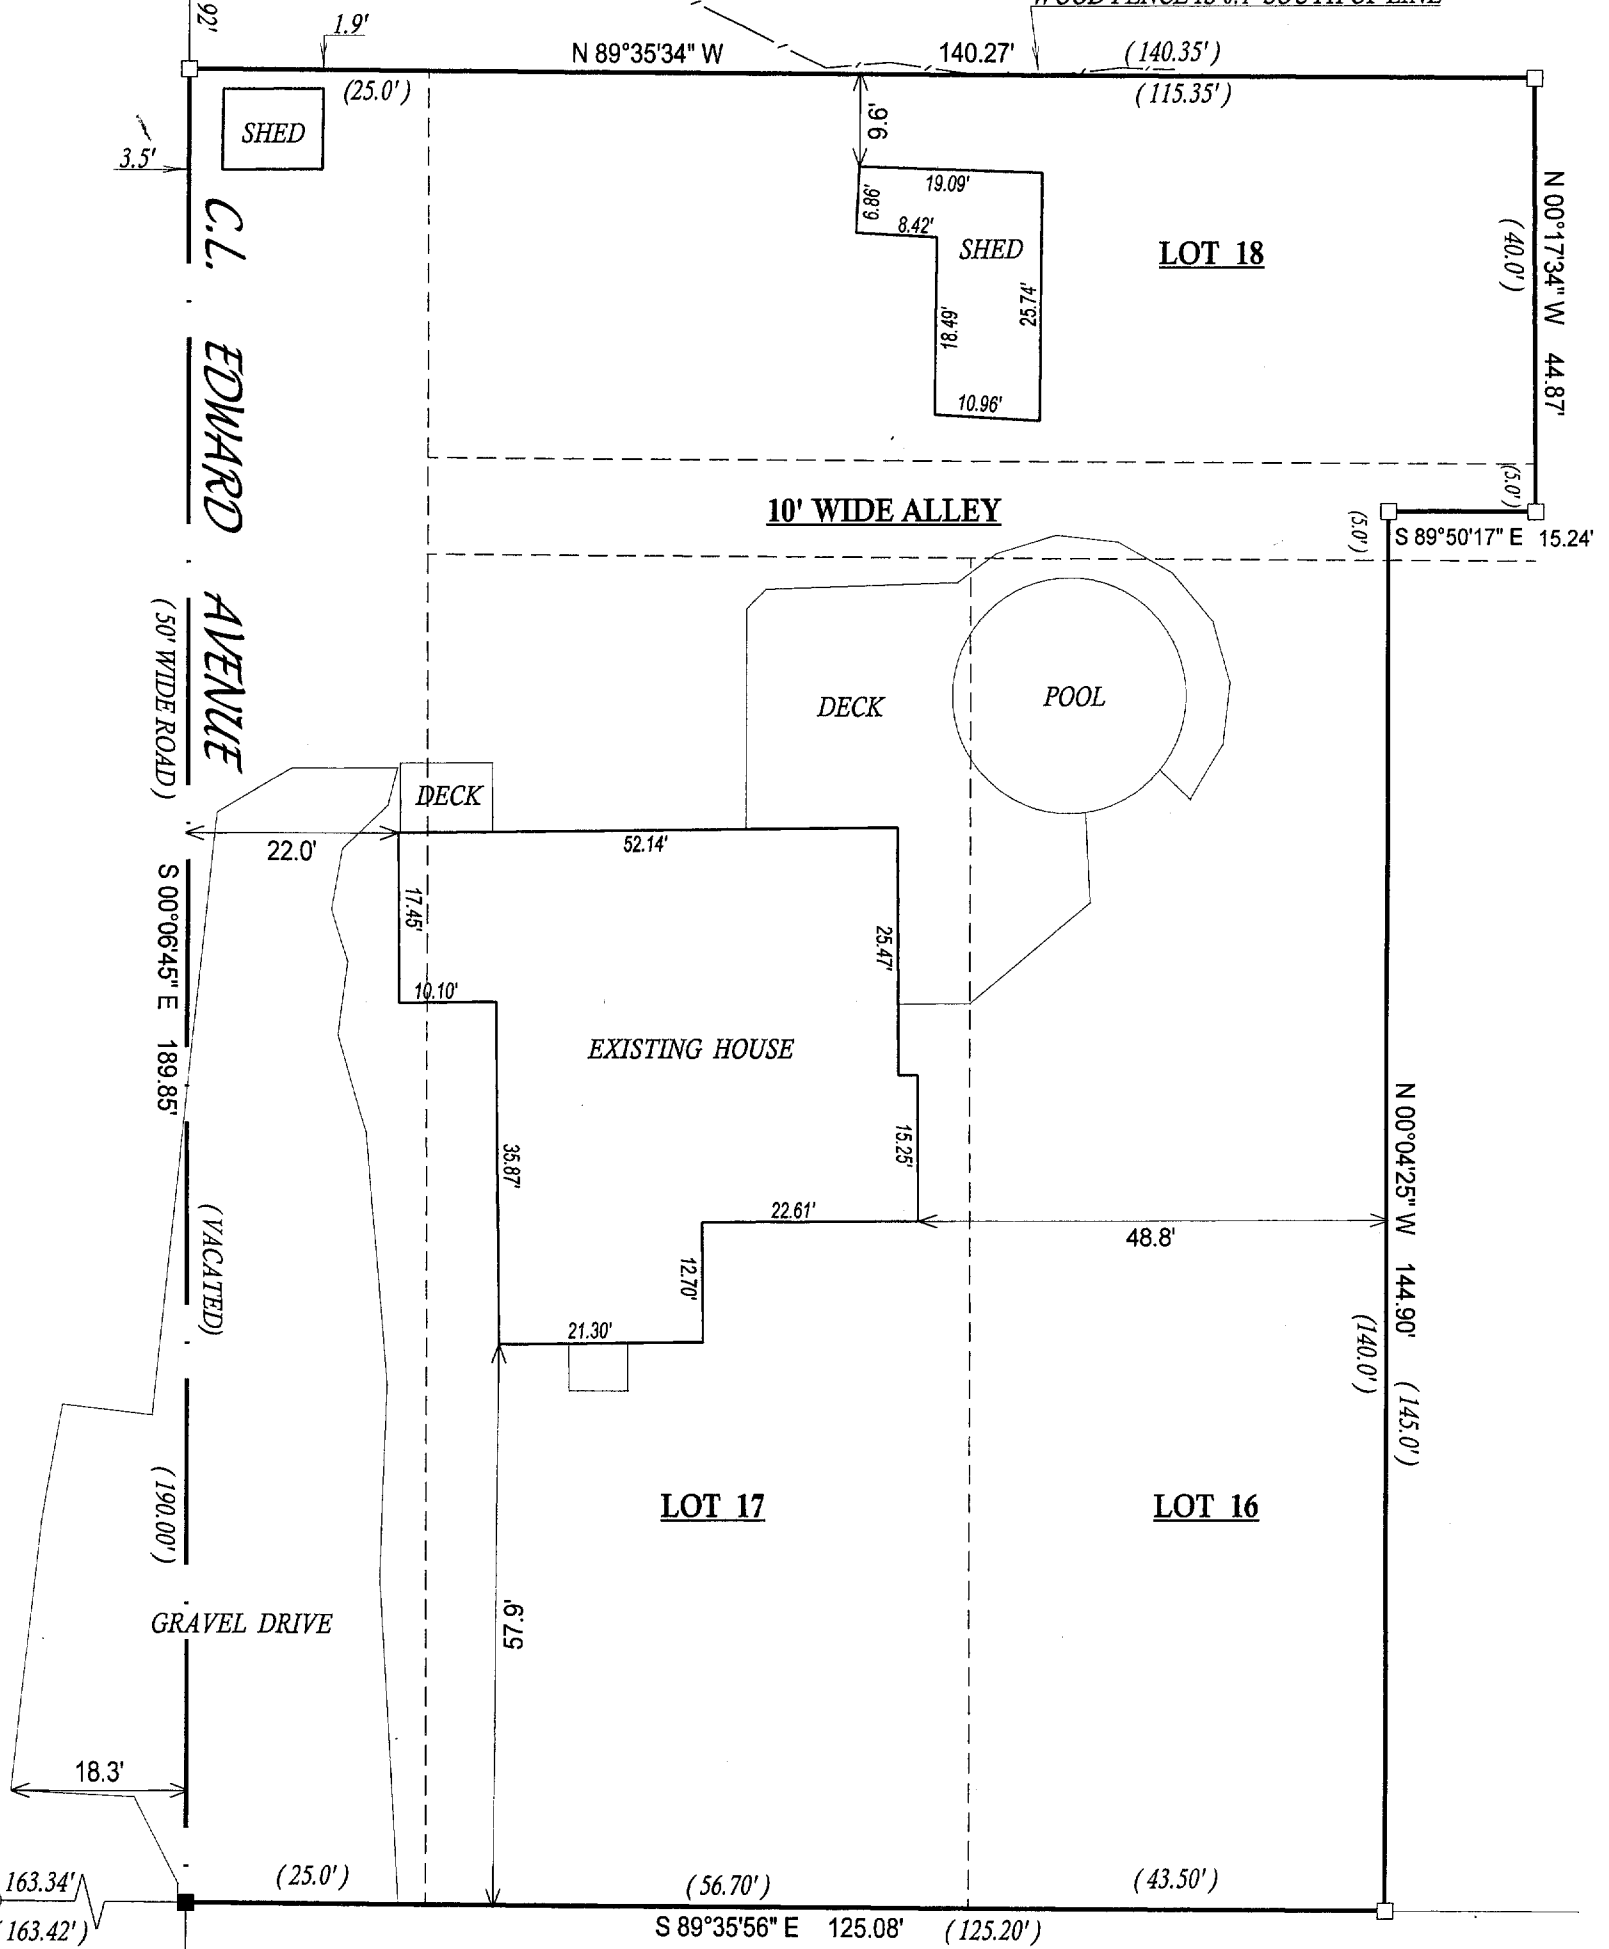 92'
1.9'
N 89°35'34" W 140.27' (140.35')
(25.0')
(115.35')
SHED
3.5'
9.6'
19.09'
6.86'
8.42'
SHED
18.49'
25.74'
10.96'
LOT 18
(40.0')
N 00°17'34" W 44.87'
C.L. EDWARD AVENUE
(50' WIDE ROAD)
10' WIDE ALLEY
(5.0')
(5.0')
S 89°50'17" E 15.24'
DECK
POOL
DECK
22.0'
52.14'
17.45'
25.47'
10.10'
S 00°06'45" E 189.85'
EXISTING HOUSE
35.87'
15.25'
22.61'
48.8'
12.70'
21.30'
(VACATED)
N 00°04'25" W 144.90' (145.0')
(140.0')
(190.00')
LOT 17
LOT 16
GRAVEL DRIVE
57.9'
18.3'
163.34'
(163.42')
(25.0')
(56.70')
(43.50')
S 89°35'56" E 125.08' (125.20')